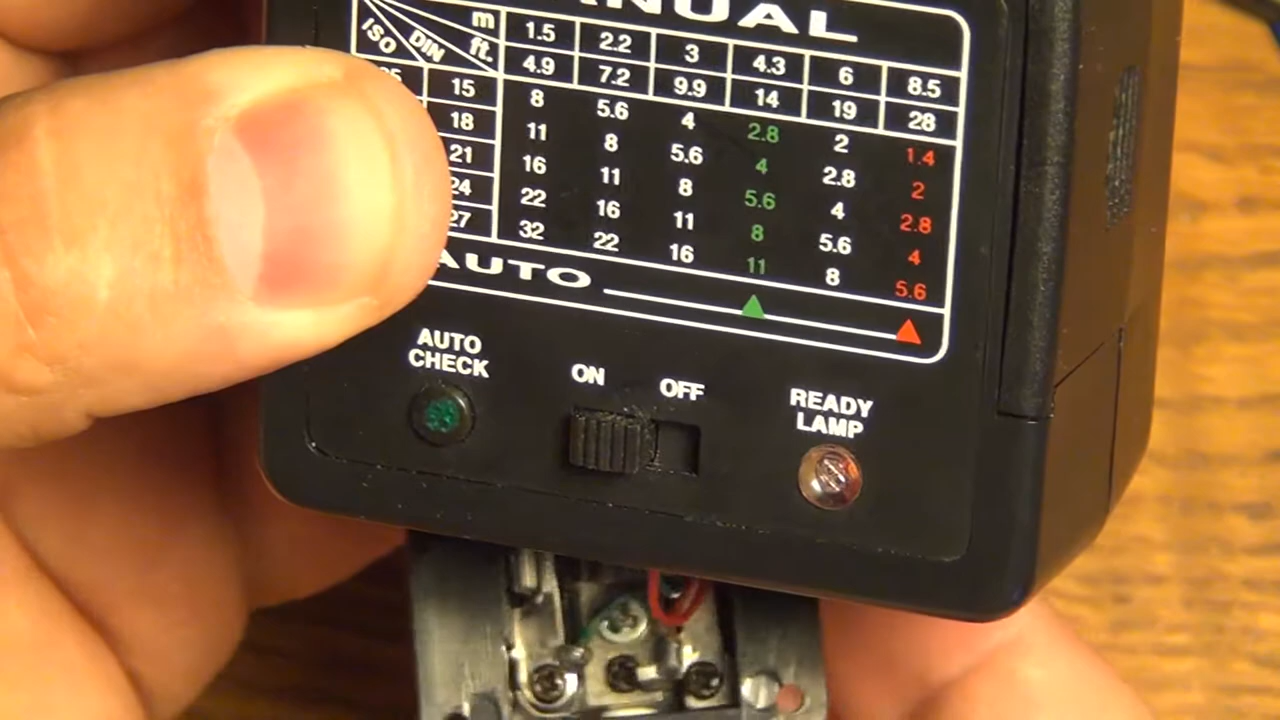 m 1.5 2.2 3 4.3 6 8.5
ISO DIN ft. 4.9 7.2 9.9 14 19 28
15 8 5.6 4 2.8 2 1.4
18 11 8 5.6 4 2.8 2
21 16 11 8 5.6 4 2.8
24 22 16 11 8 5.6 4
27 32 22 16 11 8 5.6
AUTO
AUTO CHECK
ON OFF
READY LAMP